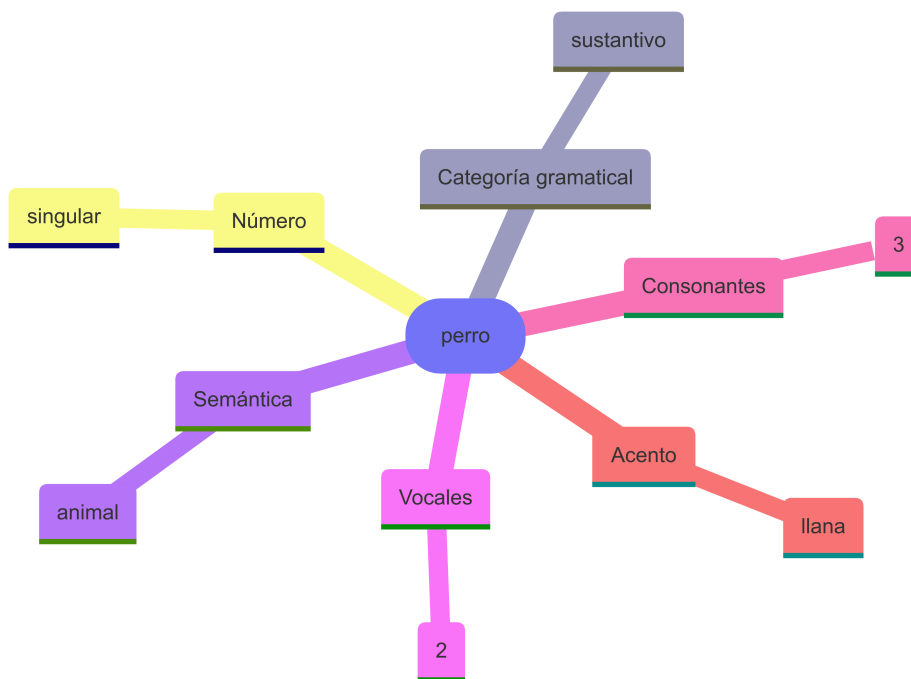 sustantivo
Categoría gramatical
singular
Número
Consonantes
3
perro
Semántica
animal
Vocales
2
Acento
llana